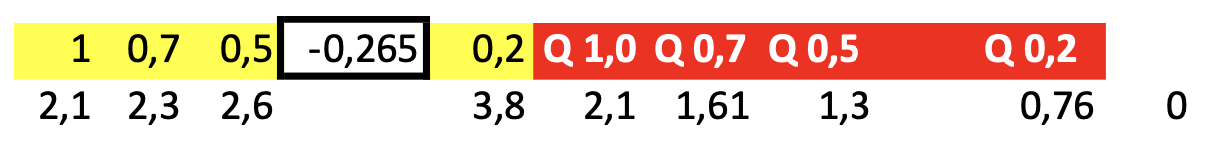 1 0,7 0,5 -0,265 0,2 Q 1,0 Q 0,7 Q 0,5 Q 0,2
2,1 2,3 2,6 3,8 2,1 1,61 1,3 0,76 0